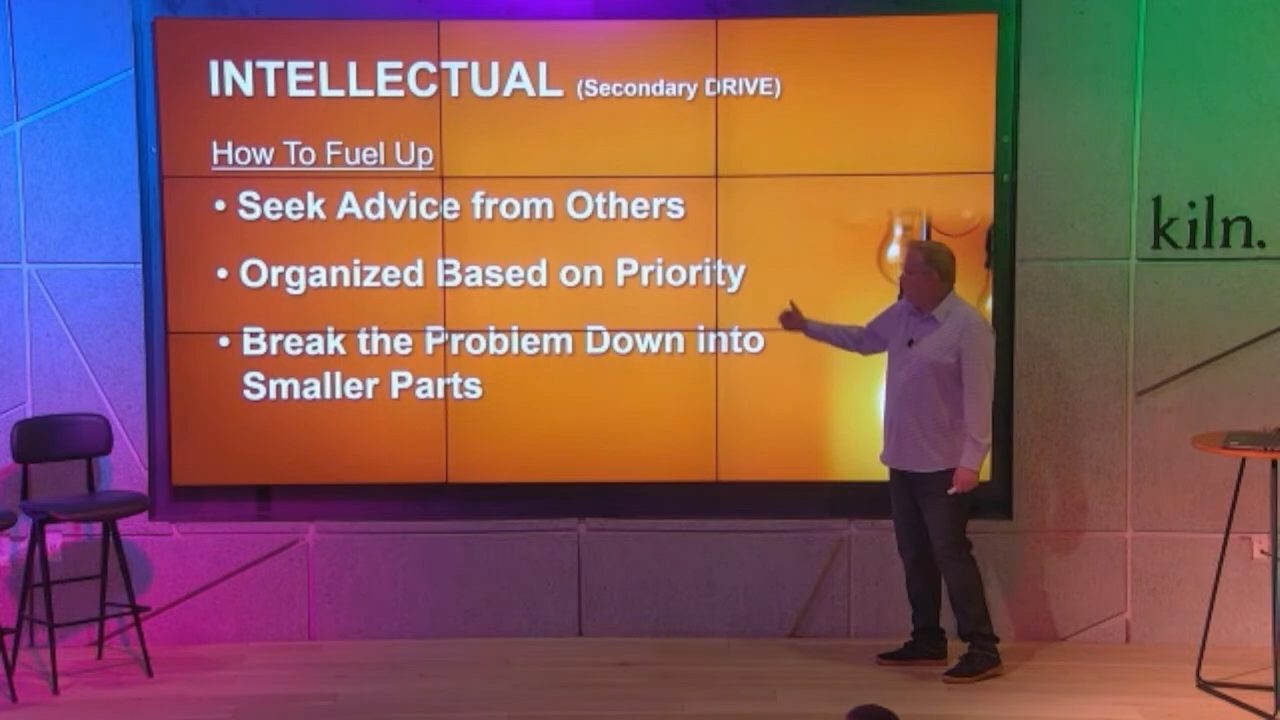 INTELLECTUAL (Secondary DRIVE)
How To Fuel Up
• Seek Advice from Others
• Organized Based on Priority
• Break the Problem Down into
Smaller Parts
kiln.